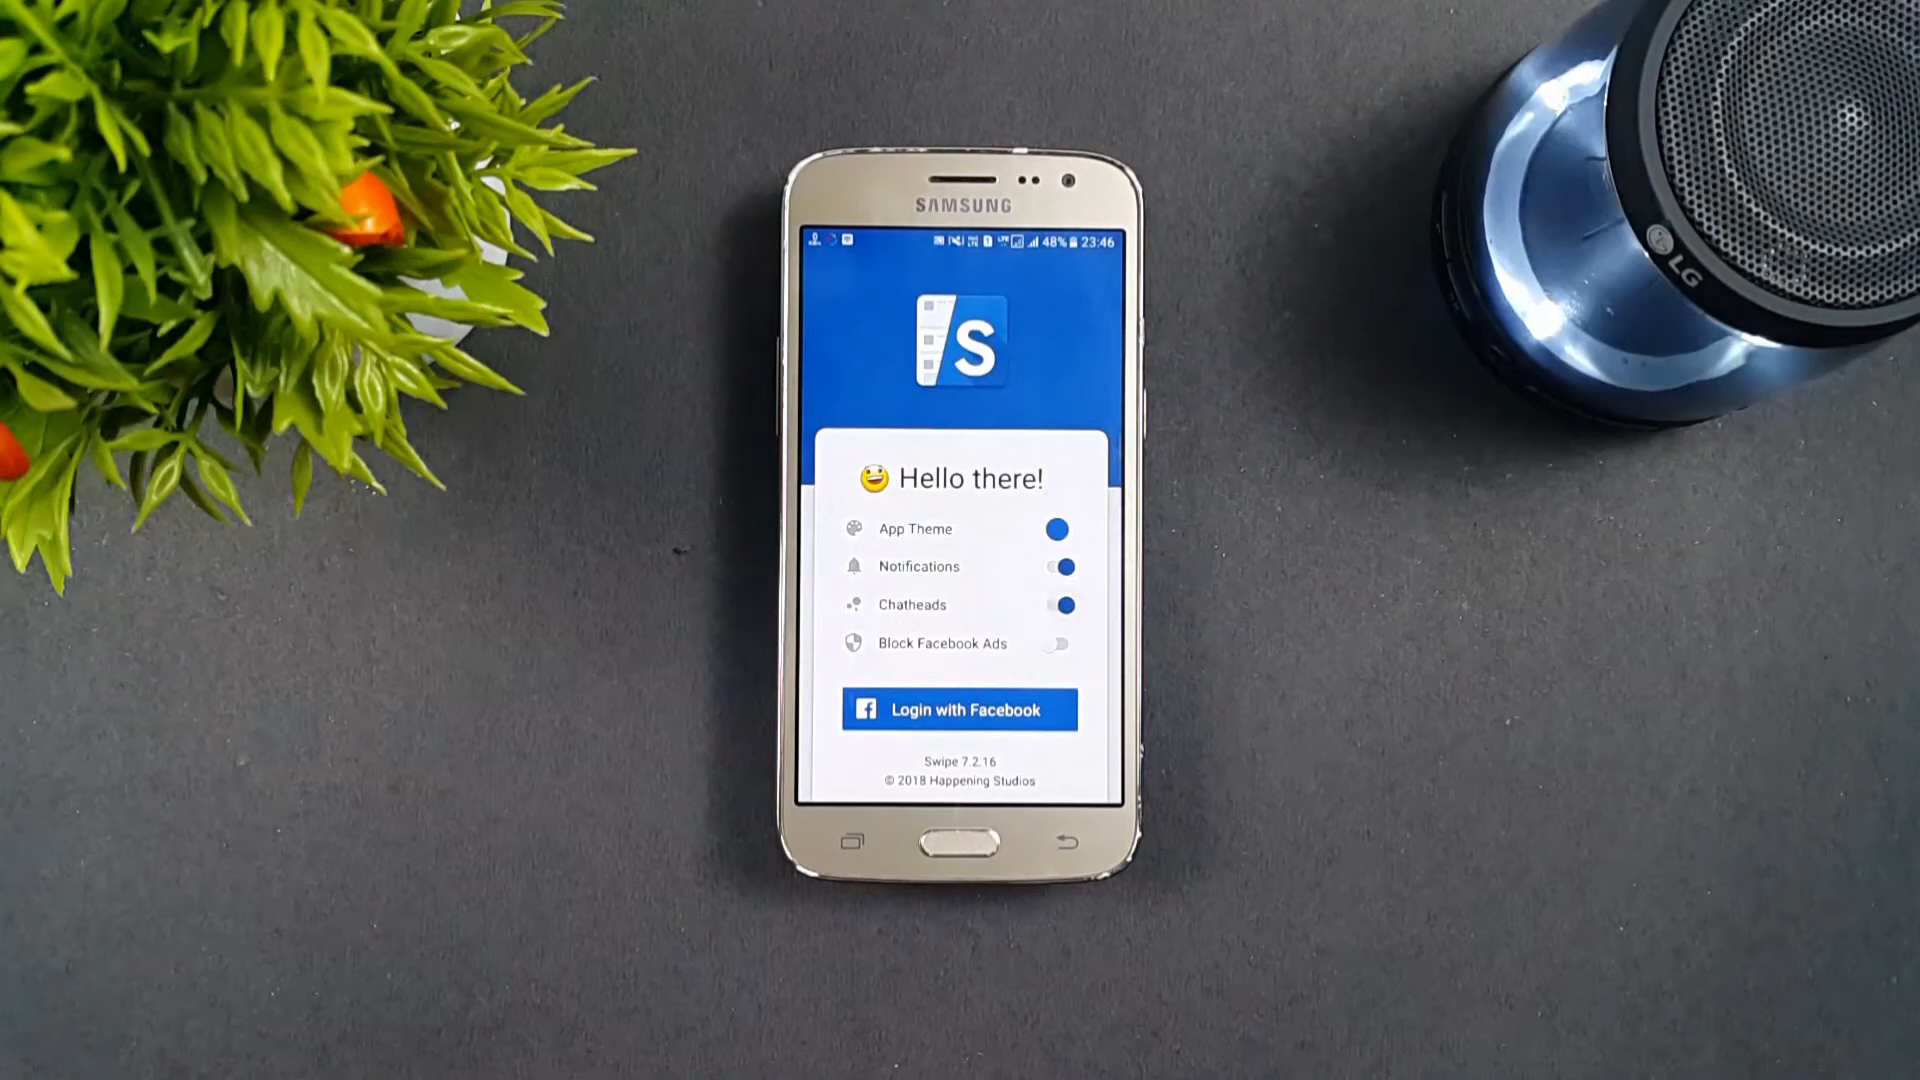 SAMSUNG
48% 23:46
S
Hello there!
App Theme
Notifications
Chatheads
Block Facebook Ads
f Login with Facebook
Swipe 7.2.16
© 2018 Happening Studios
LG